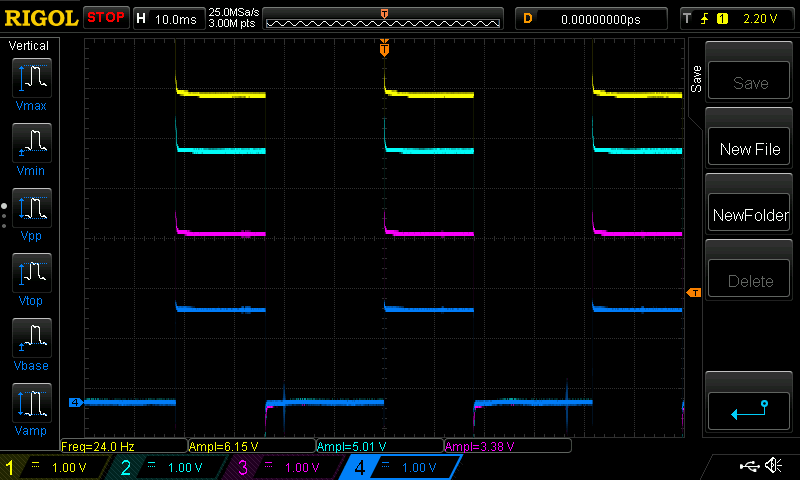 RIGOL STOP H 10.0ms 25.0MSa/s 3.00M pts T D 0.00000000ps T 1 2.20 V
Vertical
Vmax
Vmin
Vpp
Vtop
Vbase
Vamp
T
T
4
Save
Save
New File
NewFolder
Delete
Freq=24.0 Hz Ampl=6.15 V Ampl=5.01 V Ampl=3.38 V
1 1.00 V 2 1.00 V 3 1.00 V 4 1.00 V